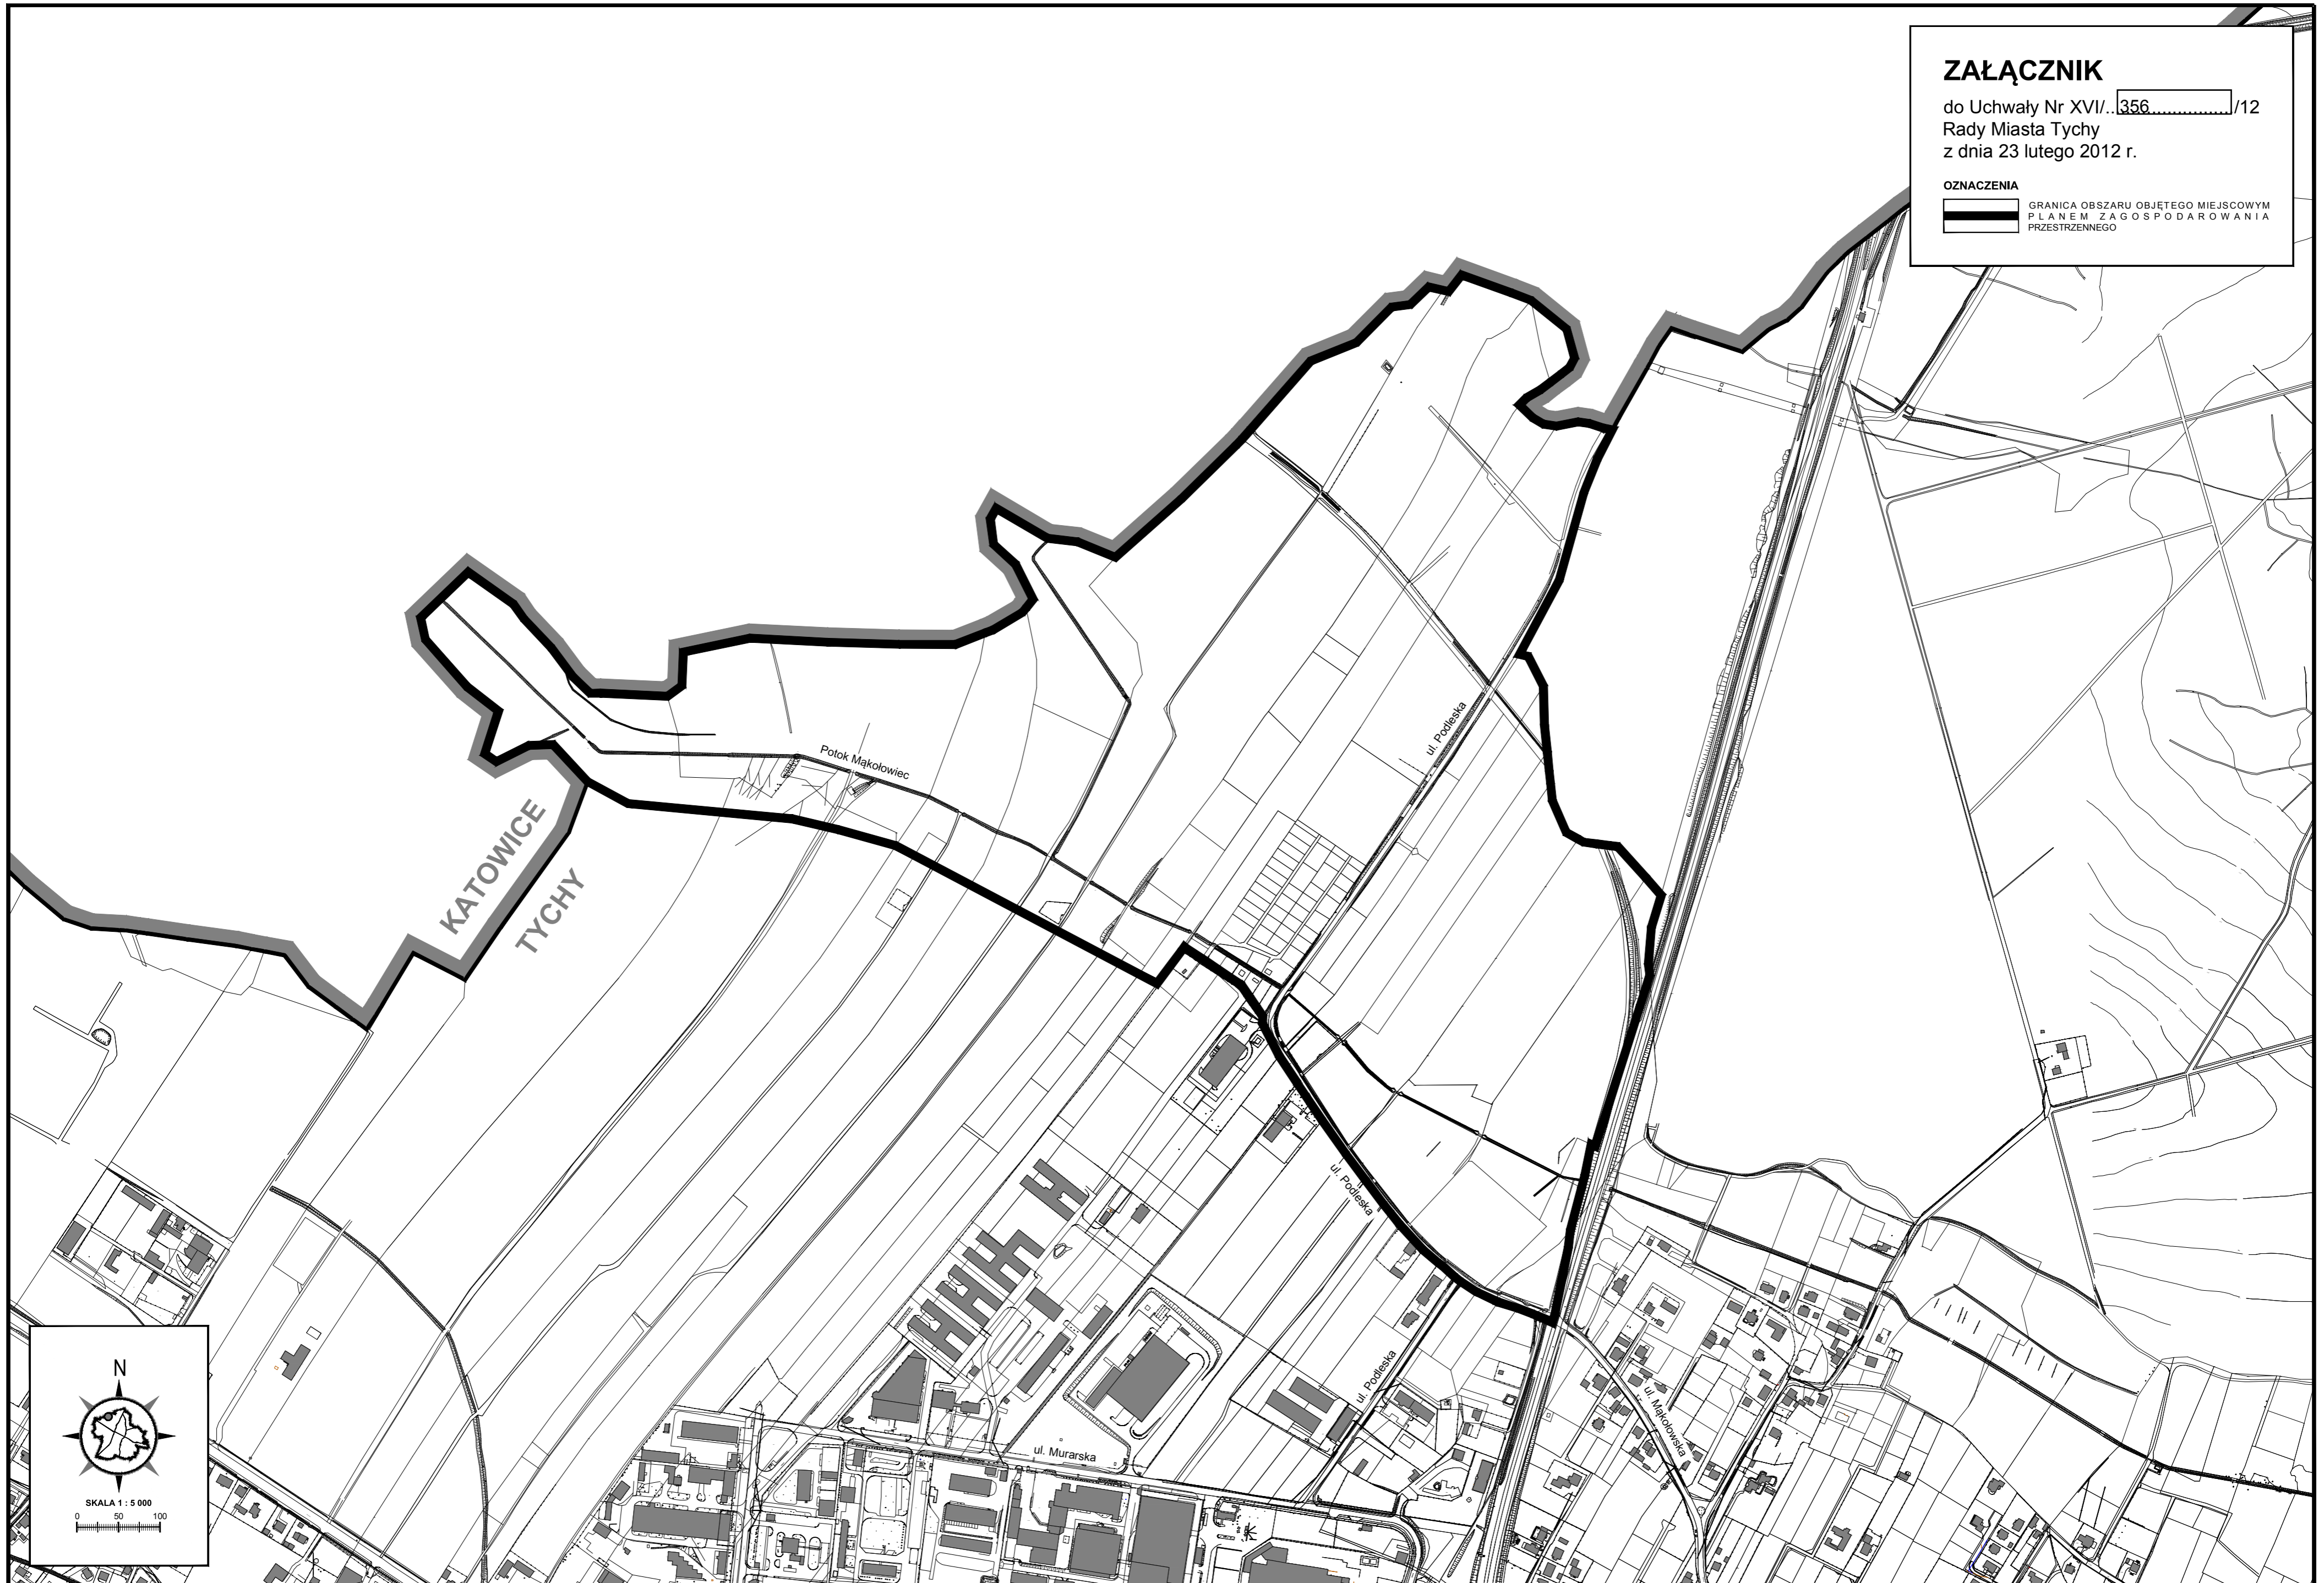 ZAŁĄCZNIK
do Uchwały Nr XVI/..356................/12
Rady Miasta Tychy
z dnia 23 lutego 2012 r.
OZNACZENIA
GRANICA OBSZARU OBJĘTEGO MIEJSCOWYM
PLANEM ZAGOSPODAROWANIA
PRZESTRZENNEGO
ul. Podleska
Potok Mąkołowiec
KATOWICE
TYCHY
ul. Podleska
ul. Podleska
ul. Mąkołowska
ul. Murarska
N
SKALA 1 : 5 000
0 50 100